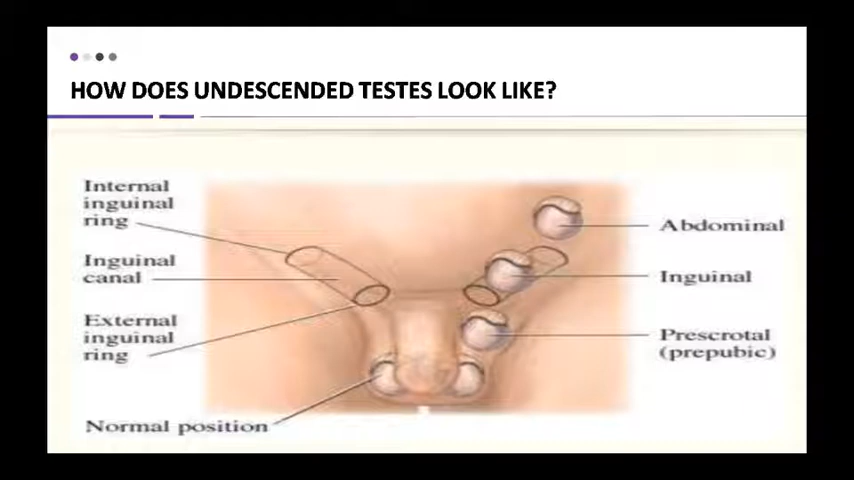 HOW DOES UNDESCENDED TESTES LOOK LIKE?
Internal
inguinal
ring
Inguinal
canal
External
inguinal
ring
Normal position
Abdominal
Inguinal
Prescrotal
(prepubic)